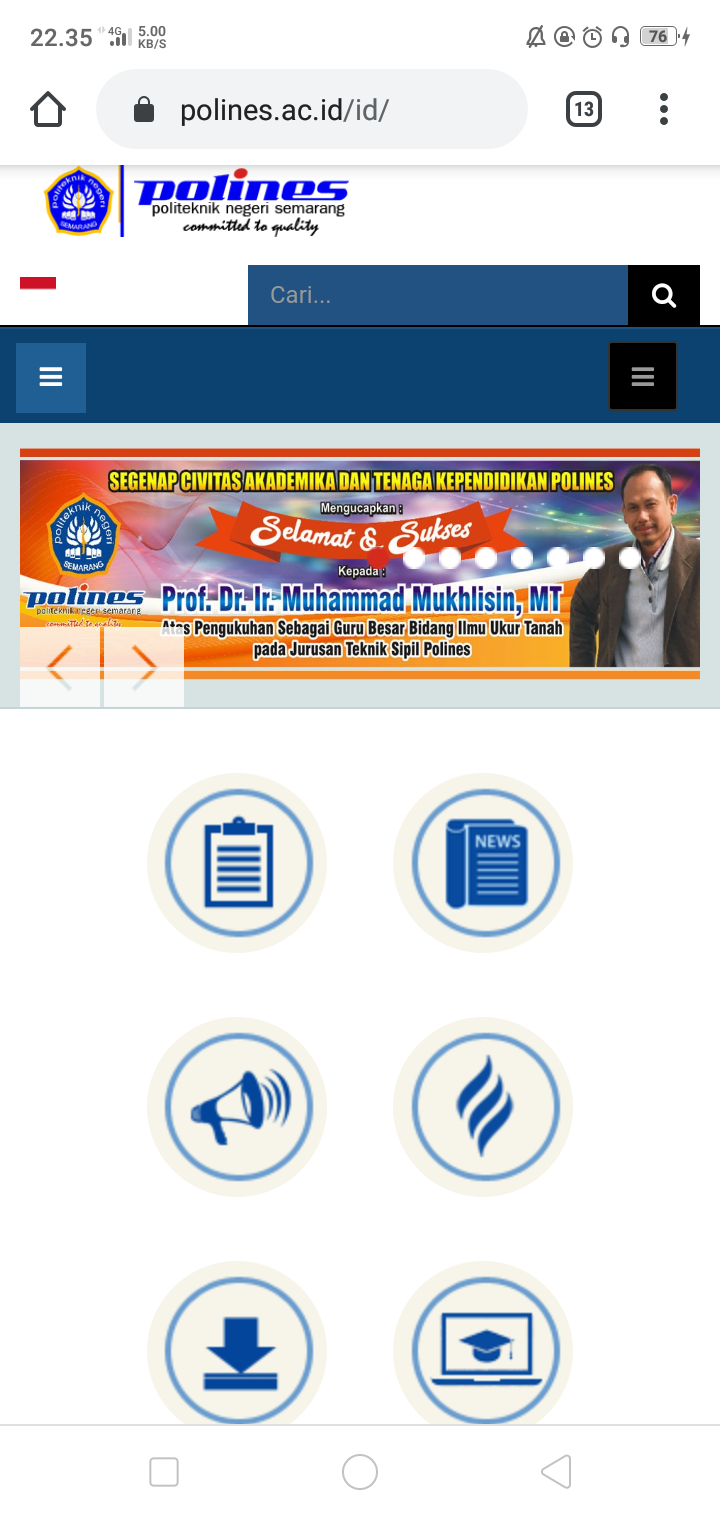 22.35 4G 5.00 KB/S 76
polines.ac.id/id/ 13
politeknik negeri SEMARANG
polines
politeknik negeri semarang
committed to quality
Cari...
SEGENAP CIVITAS AKADEMIKA DAN TENAGA KEPENDIDIKAN POLINES
Mengucapkan :
Selamat & Sukses
Kepada :
politeknik negeri SEMARANG
polines
politeknik negeri semarang
committed to quality
Prof. Dr. Ir. Muhammad Mukhlisin, MT
Atas Pengukuhan Sebagai Guru Besar Bidang Ilmu Ukur Tanah
pada Jurusan Teknik Sipil Polines
NEWS